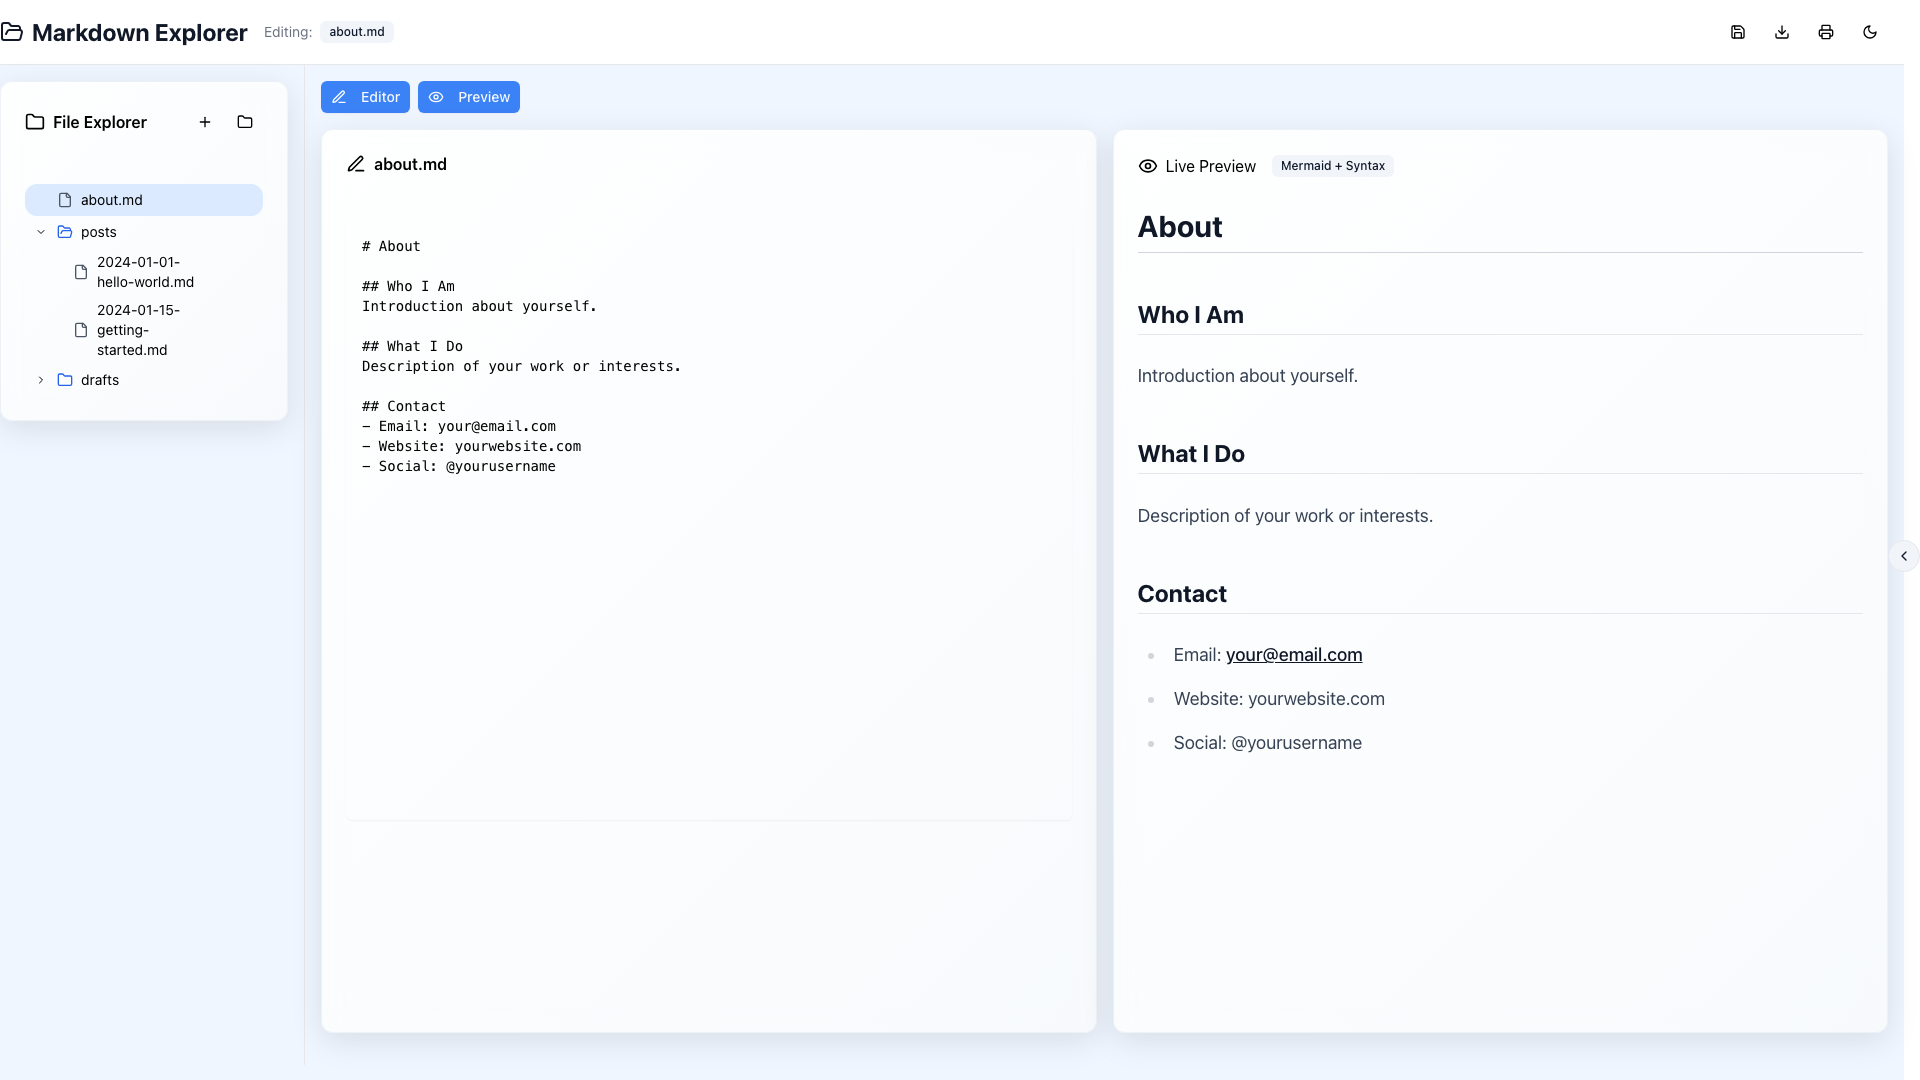 Markdown Explorer
Editing:
about.md
File Explorer
about.md
posts
2024-01-01-
hello-world.md
2024-01-15-
getting-
started.md
drafts
Editor
Preview
about.md
# About
## Who I Am
Introduction about yourself.
## What I Do
Description of your work or interests.
## Contact
- Email: your@email.com
- Website: yourwebsite.com
- Social: @yourusername
Live Preview
Mermaid + Syntax
About
Who I Am
Introduction about yourself.
What I Do
Description of your work or interests.
Contact
Email: your@email.com
Website: yourwebsite.com
Social: @yourusername